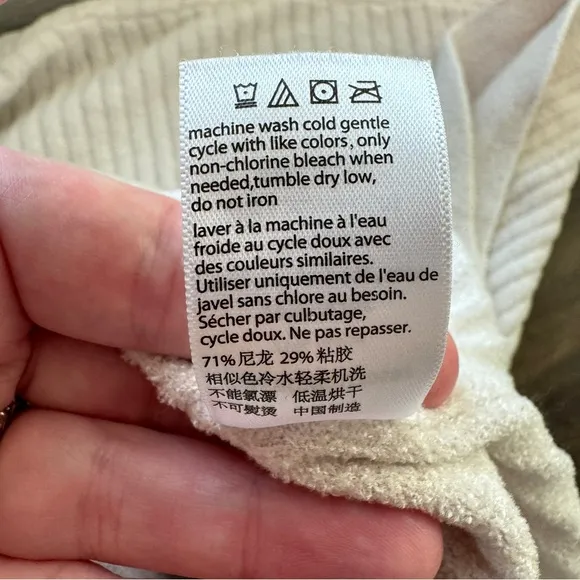 machine wash cold gentle
cycle with like colors, only
non-chlorine bleach when
needed,tumble dry low,
do not iron
laver à la machine à l'eau
froide au cycle doux avec
des couleurs similaires.
Utiliser uniquement de l'eau de
javel sans chlore au besoin.
Sécher par culbutage,
cycle doux. Ne pas repasser.
71%尼龙 29%粘胶
相似色冷水轻柔机洗
不能氯漂 低温烘干
不可熨烫 中国制造